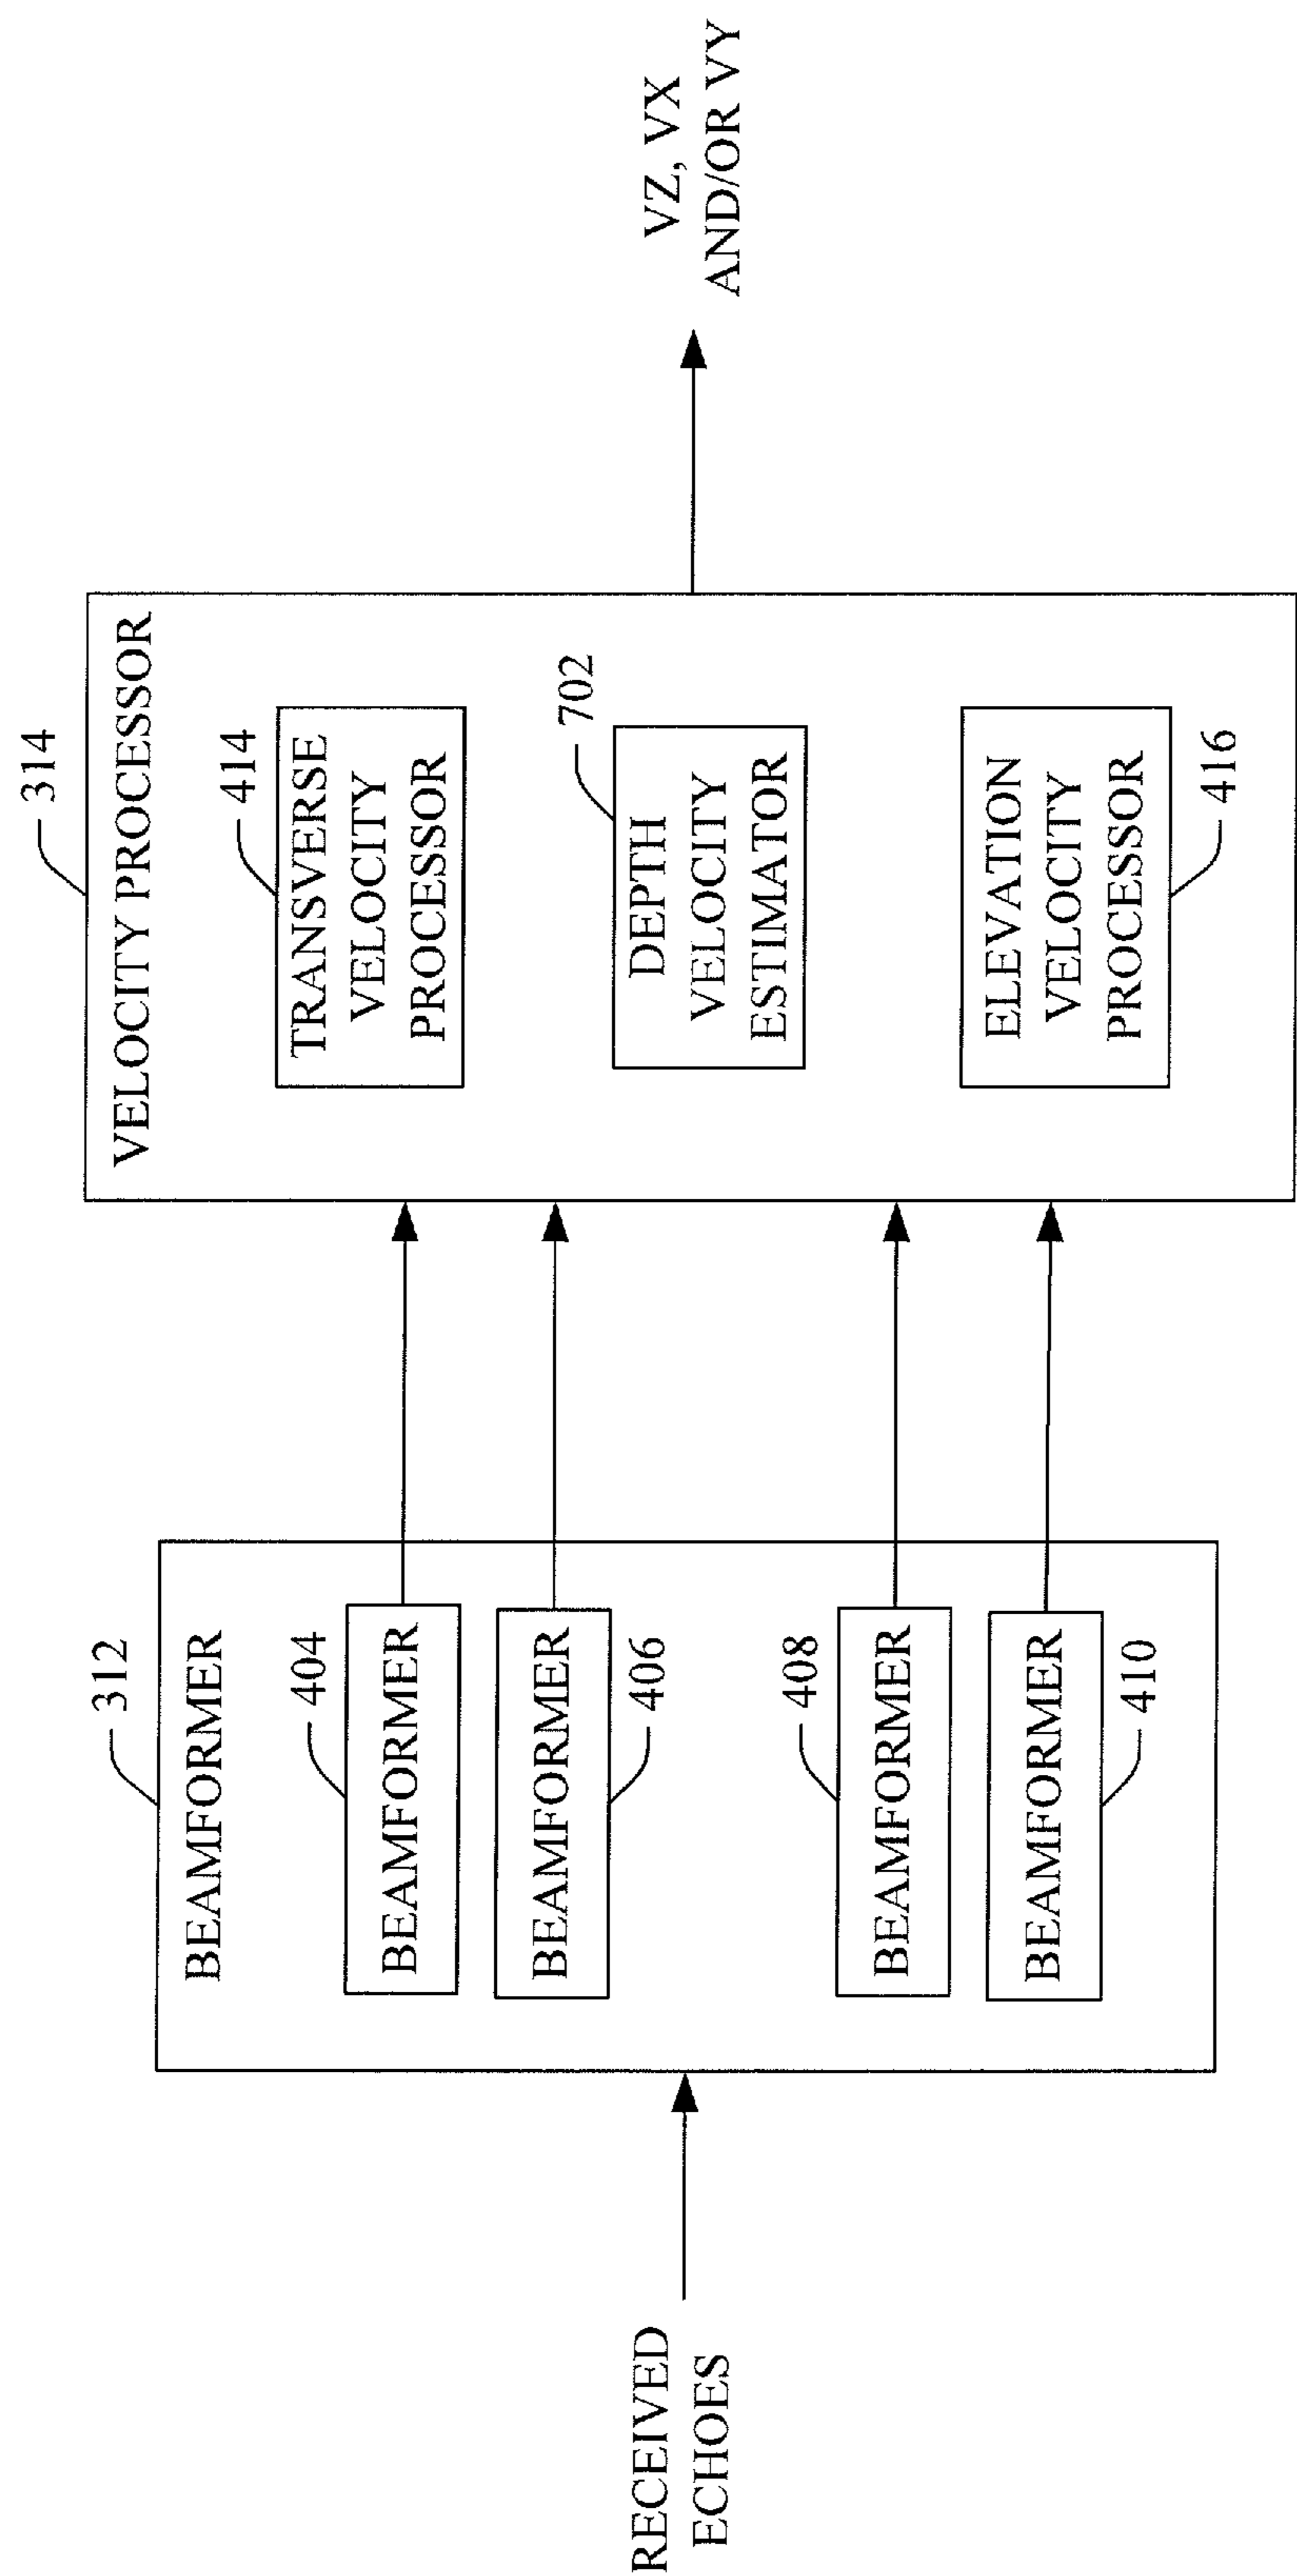 RECEIVED
ECHOES
312
BEAMFORMER
404
BEAMFORMER
BEAMFORMER
406
408
BEAMFORMER
BEAMFORMER
410
314
VELOCITY PROCESSOR
414
TRANSVERSE
VELOCITY
PROCESSOR
702
DEPTH
VELOCITY
ESTIMATOR
ELEVATION
VELOCITY
PROCESSOR
416
VZ, VX
AND/OR VY